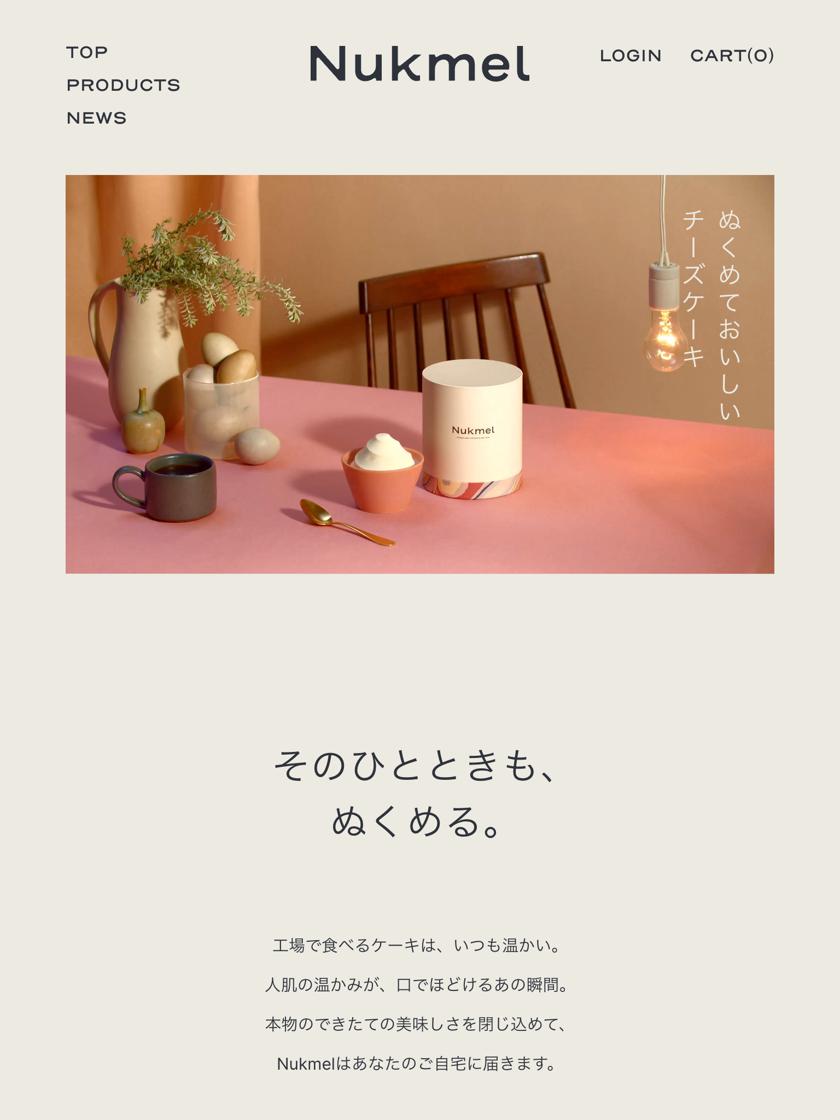 TOP
PRODUCTS
NEWS
Nukmel
LOGIN
CART(0)
ぬくめておいしい
チーズケーキ
Nukmel
そのひとときも、
ぬくめる。
工場で食べるケーキは、いつも温かい。
人肌の温かみが、口でほどけるあの瞬間。
本物のできたての美味しさを閉じ込めて、
Nukmelはあなたのご自宅に届きます。